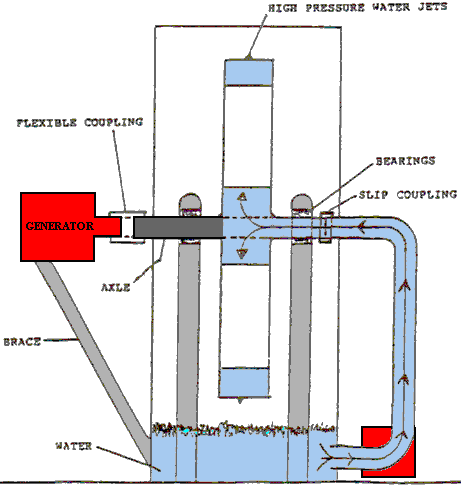 HIGH PRESSURE WATER JETS
FLEXIBLE COUPLING
BEARINGS
SLIP COUPLING
GENERATOR
AXLE
BRACE
WATER